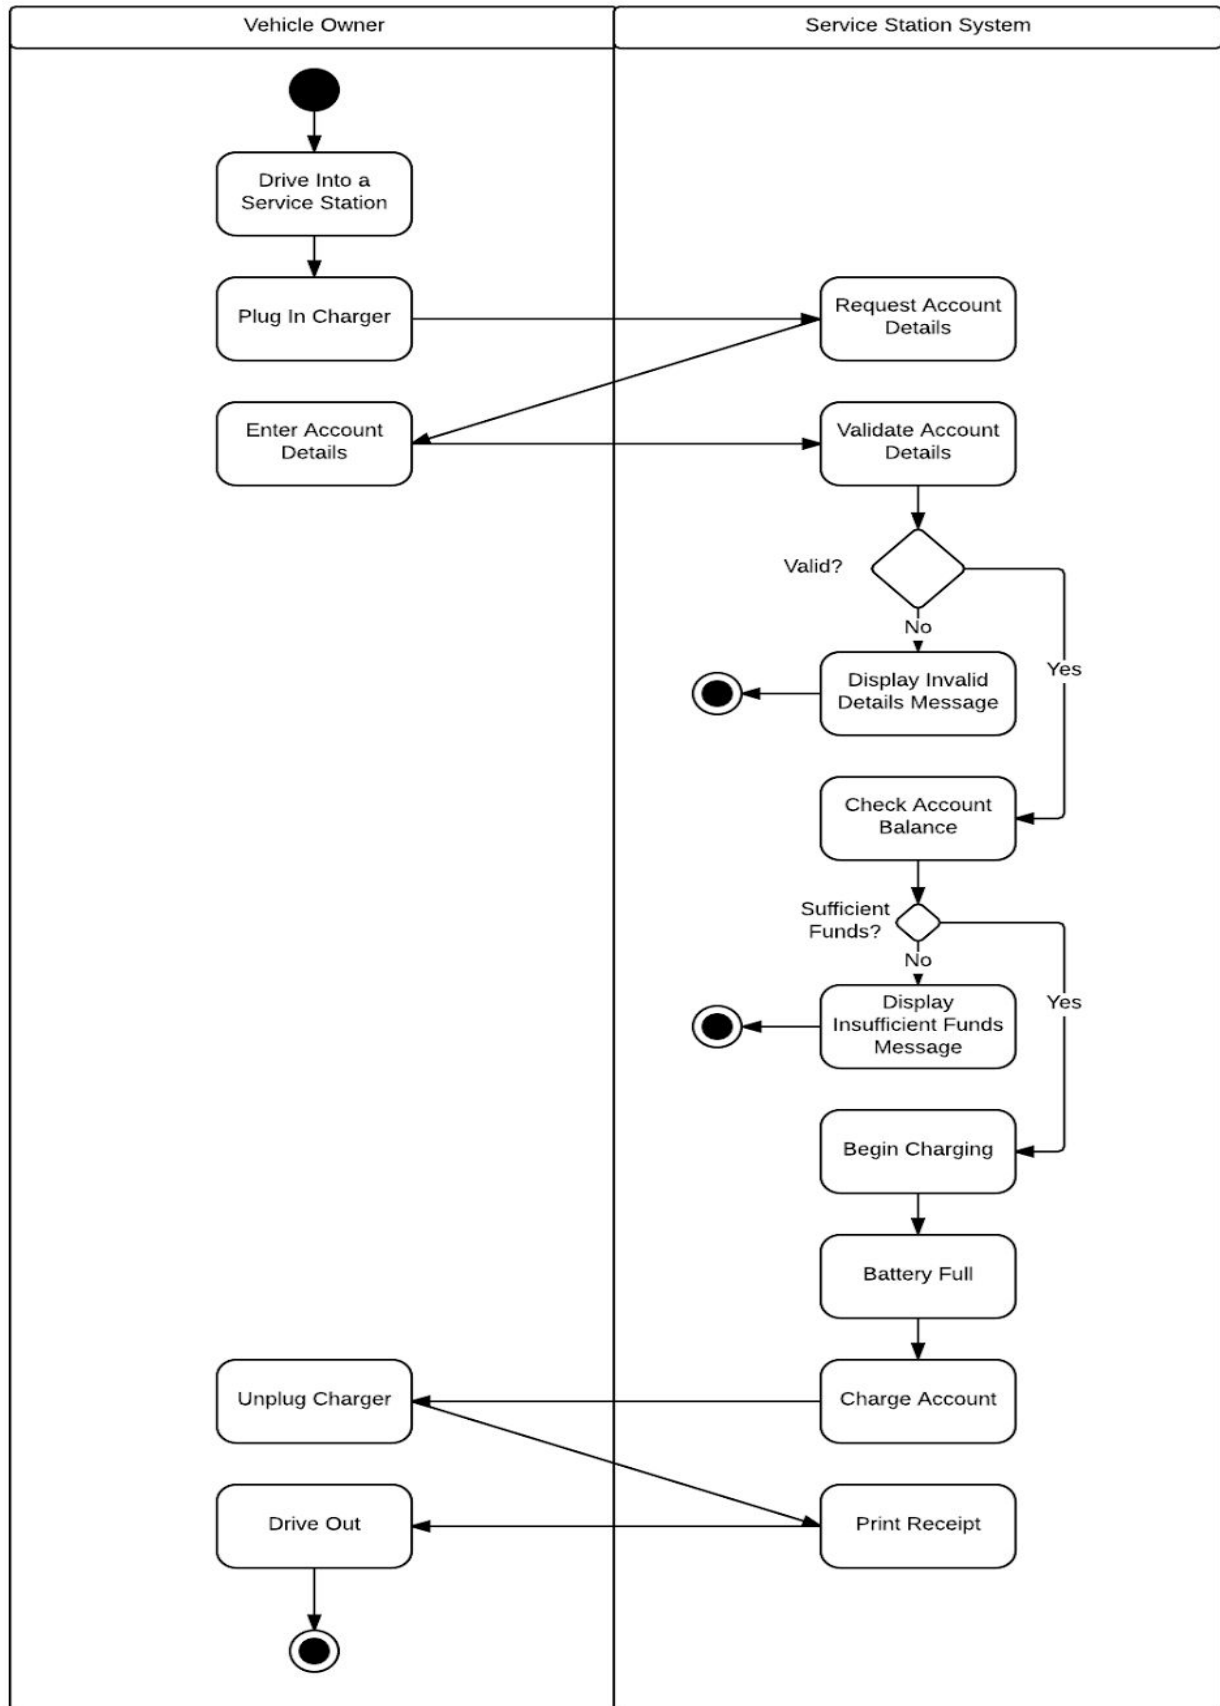 Vehicle Owner
Service Station System
Drive Into a
Service Station
Plug In Charger
Request Account
Details
Enter Account
Details
Validate Account
Details
Valid?
No
Yes
Display Invalid
Details Message
Check Account
Balance
Sufficient
Funds?
No
Yes
Display
Insufficient Funds
Message
Begin Charging
Battery Full
Unplug Charger
Charge Account
Drive Out
Print Receipt